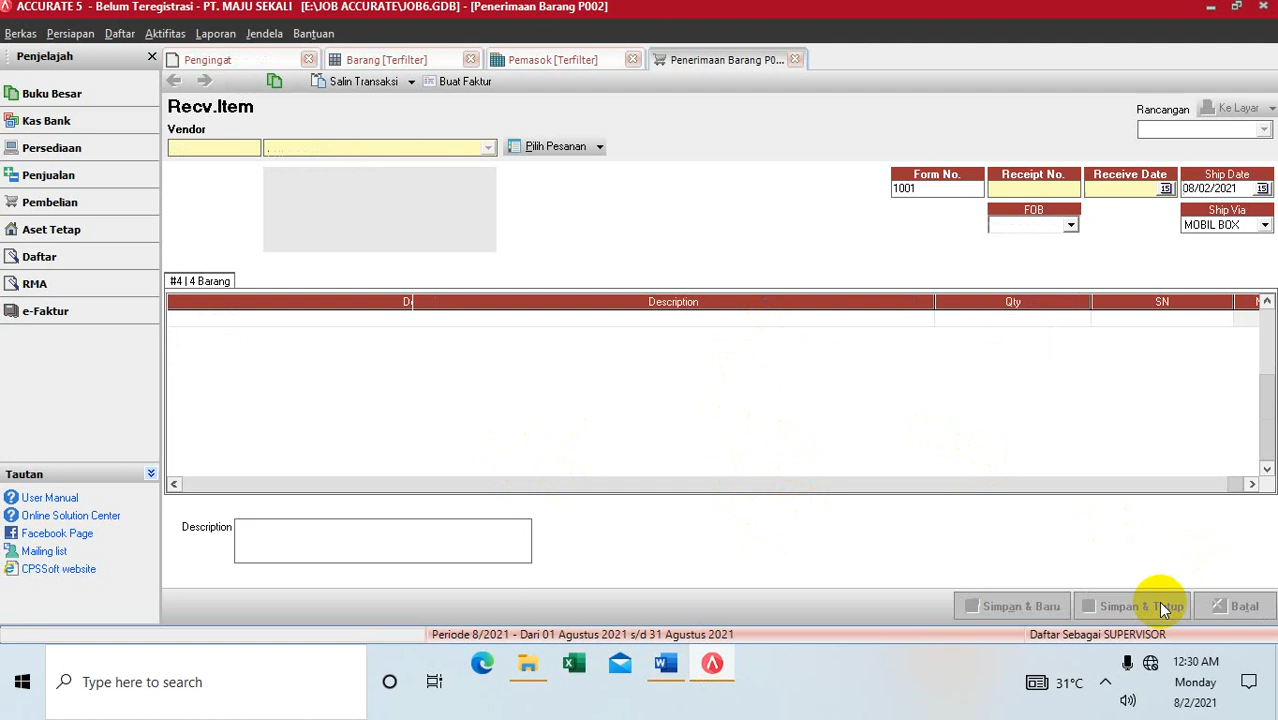 ACCURATE 5 - Belum Teregistrasi - PT. MAJU SEKALI [E:\JOB ACCURATE\JOB6.GDB] - [Penerimaan Barang P002]
Berkas Persiapan Daftar Aktifitas Laporan Jendela Bantuan
Penjelajah
Pengingat
Barang [Terfilter]
Pemasok [Terfilter]
Penerimaan Barang P0...
Salin Transaksi
Buat Faktur
Buku Besar
Kas Bank
Persediaan
Penjualan
Pembelian
Aset Tetap
Daftar
RMA
e-Faktur
Tautan
User Manual
Online Solution Center
Facebook Page
Mailing list
CPSSoft website
Recv.Item
Rancangan
Ke Layar
Vendor
Pilih Pesanan
Form No. Receipt No. Receive Date Ship Date
1001 15 08/02/2021 15
FOB Ship Via
MOBIL BOX
#4 | 4 Barang
Description Qty SN
Description
Simpan & Baru Simpan & Tutup Batal
Periode 8/2021 - Dari 01 Agustus 2021 s/d 31 Agustus 2021
Daftar Sebagai SUPERVISOR
Type here to search
31°C
12:30 AM
Monday
8/2/2021